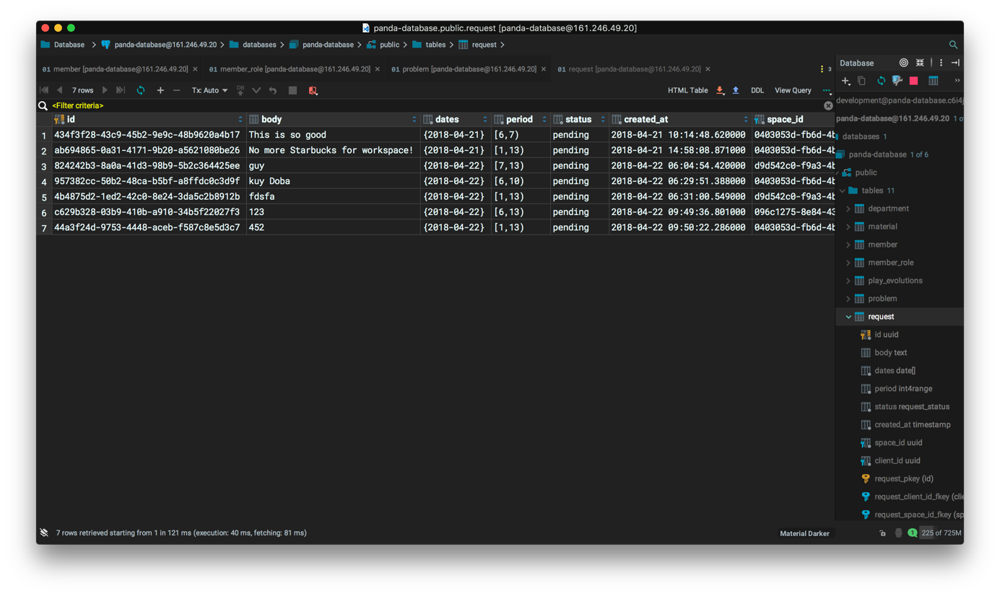 panda-database.public.request [panda-database@161.246.49.20]
Database panda-database@161.246.49.20 databases panda-database public tables request
01 member [panda-database@161.246.49.20] 01 member_role [panda-database@161.246.49.20] 01 problem [panda-database@161.246.49.20] 01 request [panda-database@161.246.49.20] 3
7 rows Tx: Auto DB HTML Table DDL View Query
<Filter criteria>
id body dates period status created_at space_id
1 434f3f28-43c9-45b2-9e9c-48b9620a4b17 This is so good {2018-04-21} [6,7) pending 2018-04-21 10:14:48.620000 0403053d-fb6d-4b
2 ab694865-0a31-4171-9b20-a5621080be26 No more Starbucks for workspace! {2018-04-21} [1,13) pending 2018-04-21 14:58:08.871000 0403053d-fb6d-4b
3 824242b3-8a0a-41d3-98b9-5b2c364425ee guy {2018-04-22} [7,13) pending 2018-04-22 06:04:54.420000 d9d542c0-f9a3-4b
4 957382cc-50b2-48ca-b5bf-a8ffdc0c3d9f kuy Doba {2018-04-22} [6,10) pending 2018-04-22 06:29:51.388000 0403053d-fb6d-4b
5 4b4875d2-1ed2-42c0-8e24-3da5c2b8912b fdsfa {2018-04-22} [1,13) pending 2018-04-22 06:31:00.549000 d9d542c0-f9a3-4b
6 c629b328-03b9-410b-a910-34b5f22027f3 123 {2018-04-22} [6,13) pending 2018-04-22 09:49:36.801000 096c1275-8e84-43
7 44a3f24d-9753-4448-aceb-f587c8e5d3c7 452 {2018-04-22} [1,13) pending 2018-04-22 09:50:22.286000 0403053d-fb6d-4b
Database
development@panda-database.c6i4j
panda-database@161.246.49.20 1 o
databases 1
panda-database 1 of 6
public
tables 11
department
material
member
member_role
play_evolutions
problem
request
id uuid
body text
dates date[]
period int4range
status request_status
created_at timestamp
space_id uuid
client_id uuid
request_pkey (id)
request_client_id_fkey (clie
request_space_id_fkey (sp
7 rows retrieved starting from 1 in 121 ms (execution: 40 ms, fetching: 81 ms) Material Darker 1 225 of 725M